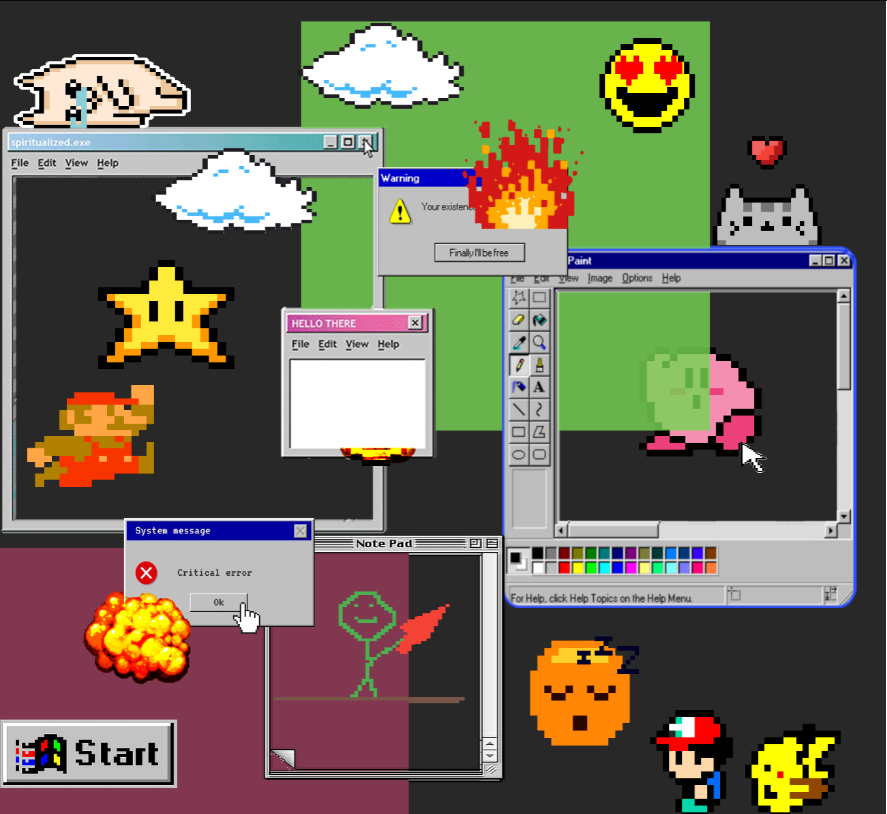 spiritualized.exe
File Edit View Help
Warning
Your
Finally I'll be free
Paint
File Edit View Image Options Help
HELLO THERE
File Edit View Help
A
System message
Critical error
Ok
Note Pad
For Help, click Help Topics on the Help Menu.
z z z
Start